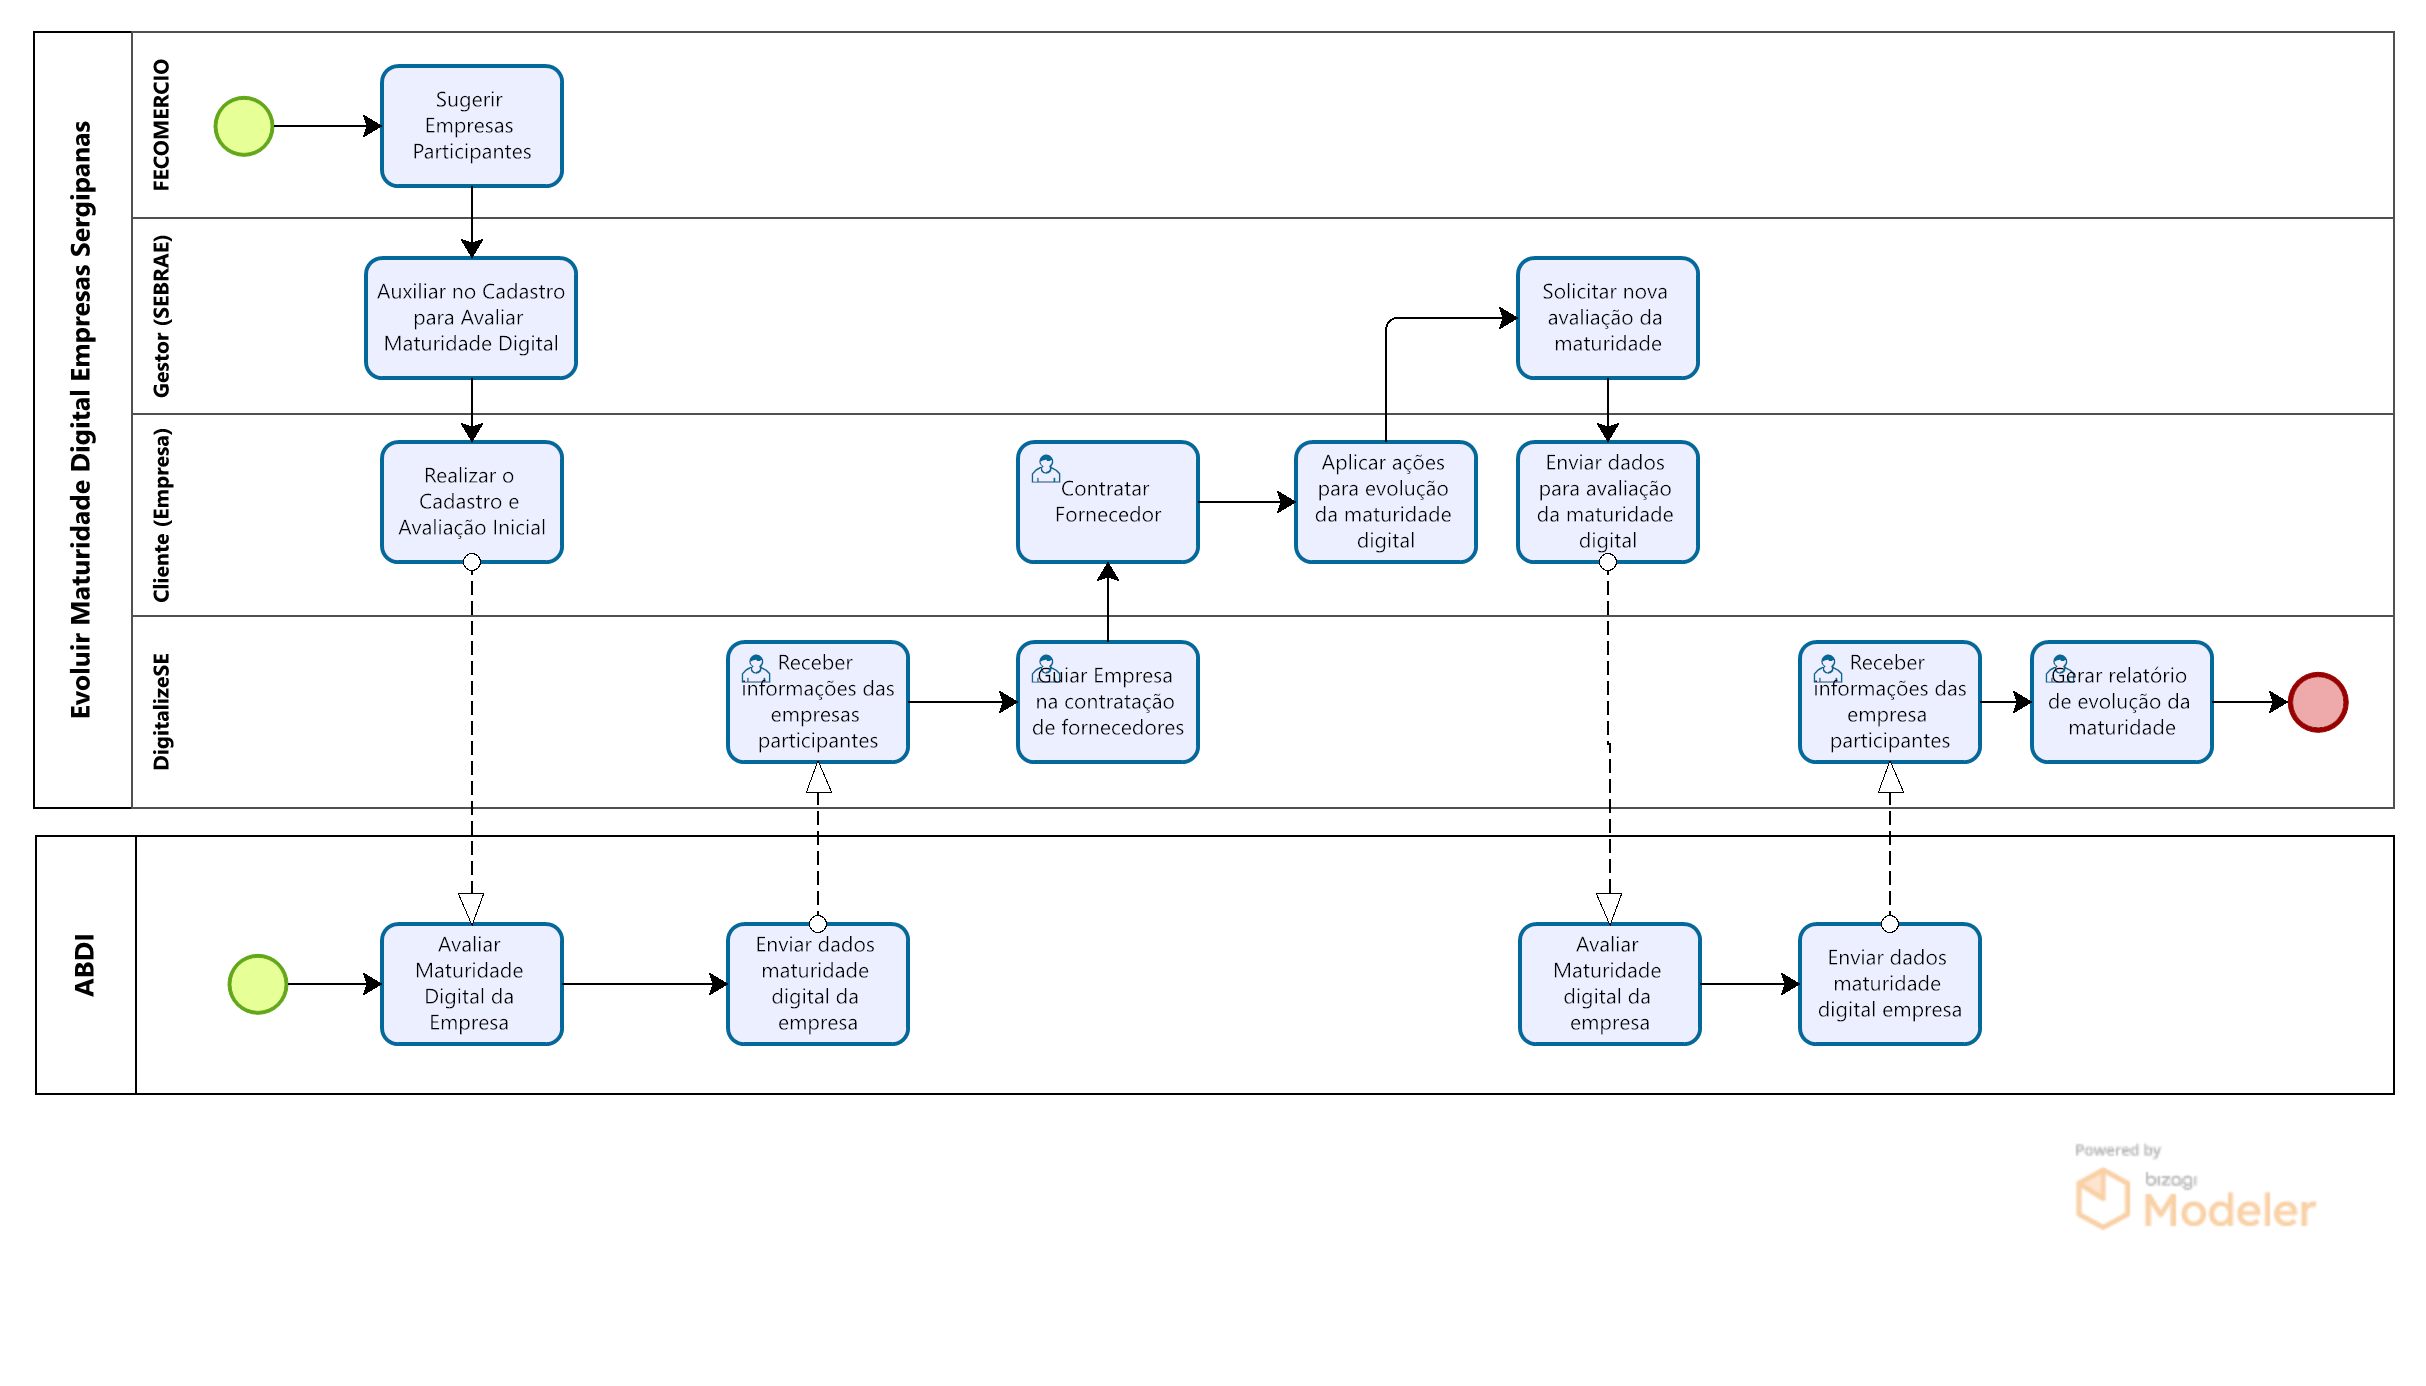 Evoluir Maturidade Digital Empresas Sergipanas
FECOMERCIO
Sugerir
Empresas
Participantes
Gestor (SEBRAE)
Auxiliar no Cadastro
para Avaliar
Maturidade Digital
Solicitar nova
avaliação da
maturidade
Cliente (Empresa)
Realizar o
Cadastro e
Avaliação Inicial
Contratar
Fornecedor
Aplicar ações
para evolução
da maturidade
digital
Enviar dados
para avaliação
da maturidade
digital
DigitalizeSE
Receber
informações das
empresas
participantes
Guiar Empresa
na contratação
de fornecedores
Receber
informações das
empresa
participantes
Gerar relatório
de evolução da
maturidade
ABDI
Avaliar
Maturidade
Digital da
Empresa
Enviar dados
maturidade
digital da
empresa
Avaliar
Maturidade
digital da
empresa
Enviar dados
maturidade
digital empresa
Powered by
bizagi
Modeler